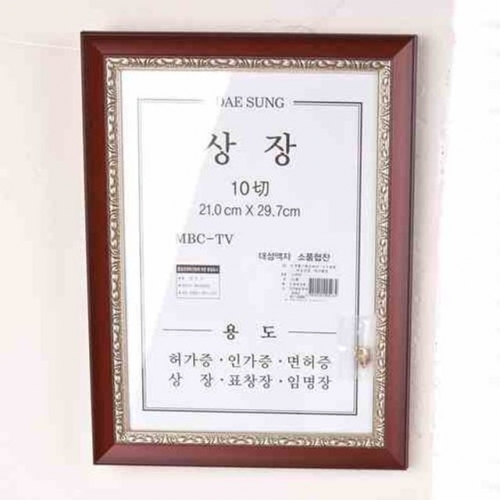 DAE SUNG
상 장
10切
21.0 cm X 29.7cm
MBC-TV
대성액자 소품협찬
용 도
허가증·인가증·면허증
상 장·표창장·임명장